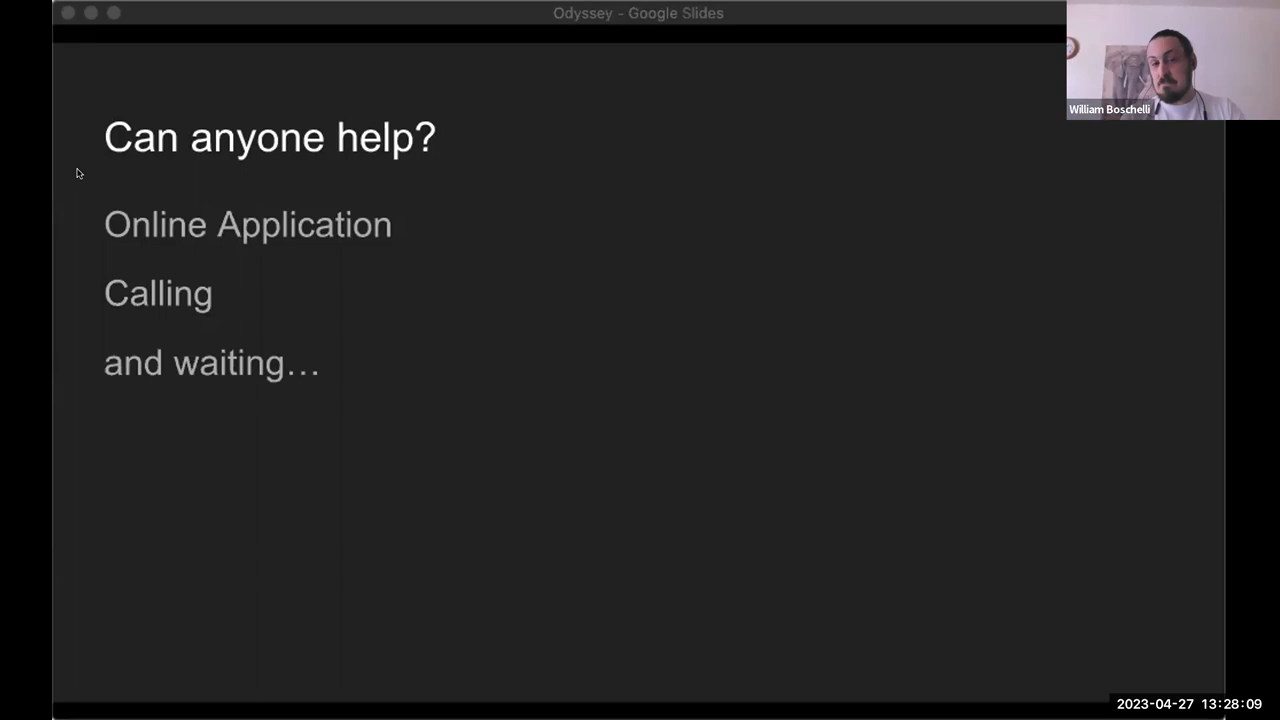 Odyssey - Google Slides
William Boschelli
Can anyone help?
Online Application
Calling
and waiting…
2023-04-27 13:28:09